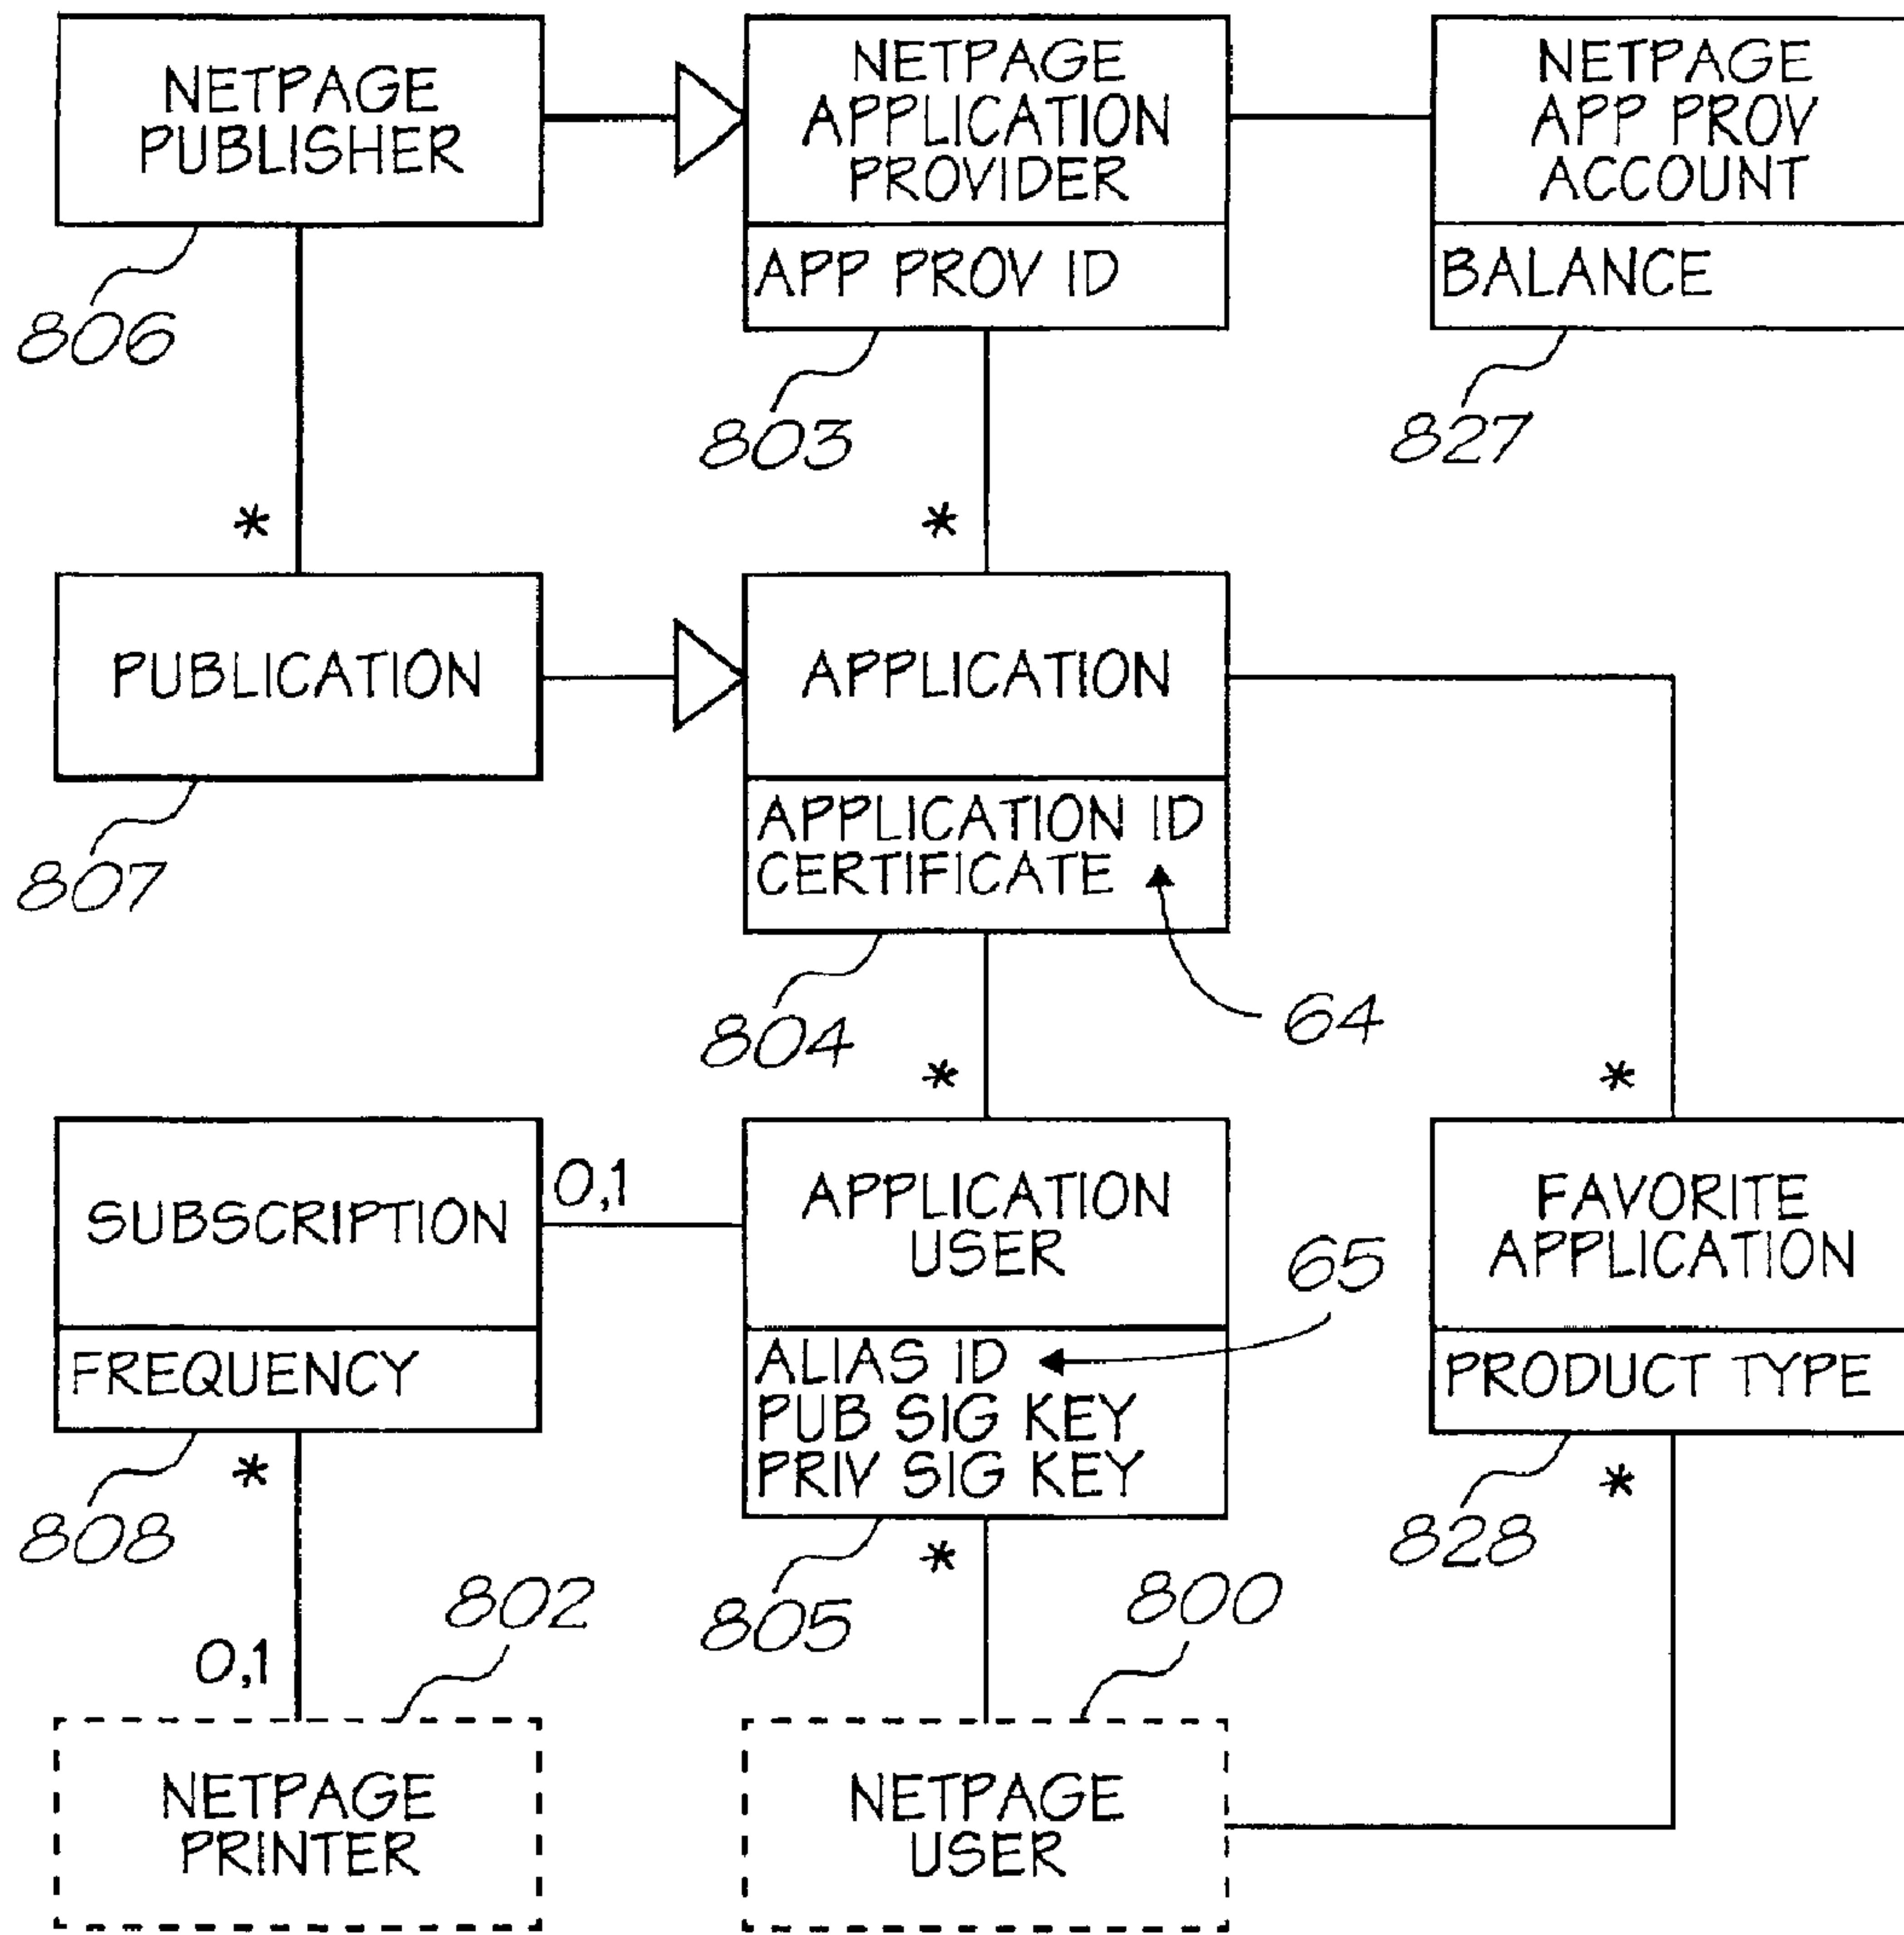 NETPAGE
PUBLISHER
NETPAGE
APPLICATION
PROVIDER
APP PROV ID
NETPAGE
APP PROV
ACCOUNT
BALANCE
806
803
827
*
*
PUBLICATION
APPLICATION
APPLICATION ID
CERTIFICATE
807
804
64
*
*
SUBSCRIPTION
FREQUENCY
0,1
APPLICATION
USER
ALIAS ID
PUB SIG KEY
PRIV SIG KEY
65
FAVORITE
APPLICATION
PRODUCT TYPE
808
*
805
*
828
*
802
800
0,1
NETPAGE
PRINTER
NETPAGE
USER